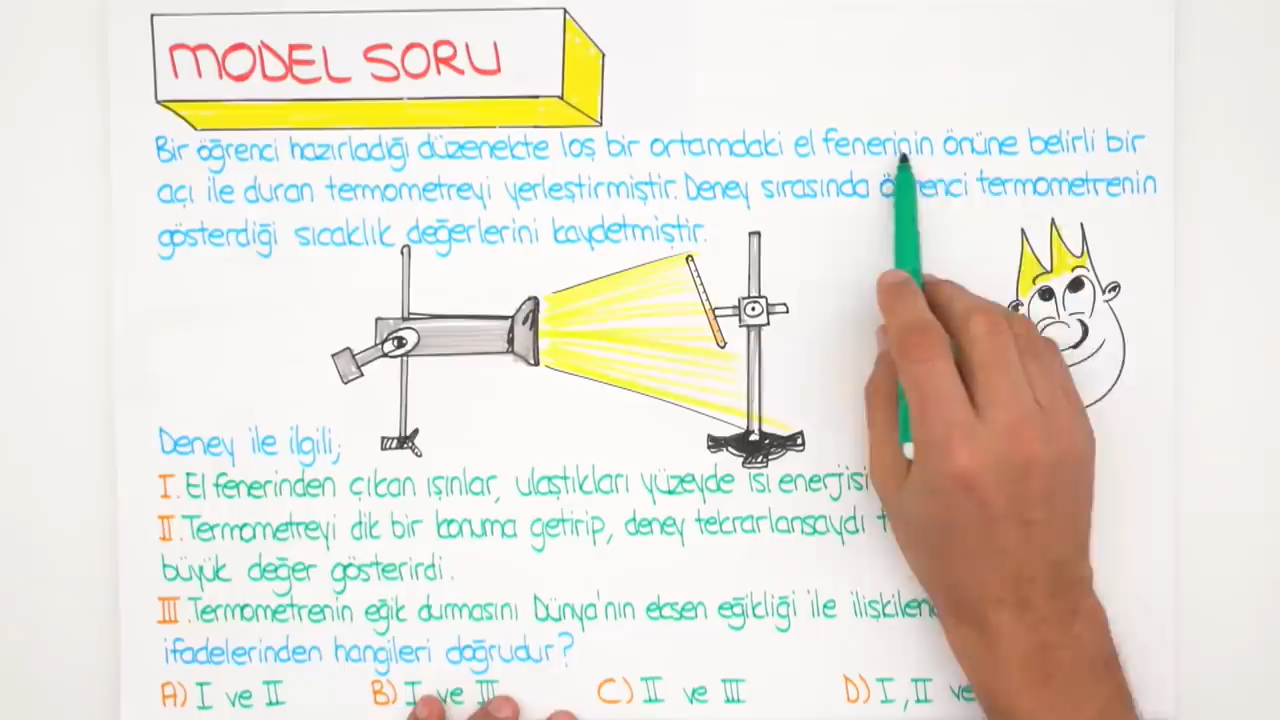 MODEL SORU
Bir öğrenci hazırladığı düzenekte loş bir ortamdaki el fenerinin önüne belirli bir
açı ile duran termometreyi yerleştirmiştir. Deney sırasında termometrenin
gösterdiği sıcaklık değerlerini kaydetmiştir.
Deney ile ilgili;
I. El fenerinden çıkan ışınlar, ulaştıkları yüzeyde ısı enerjisi
II. Termometreyi dik bir konuma getirip, deney tekrarlansaydı
büyük değer gösterirdi.
III. Termometrenin eğik durmasını Dünya'nın eksen eğikliği ile
ifadelerinden hangileri doğrudur?
A) I ve II B) I ve III C) II ve III D) I, II ve